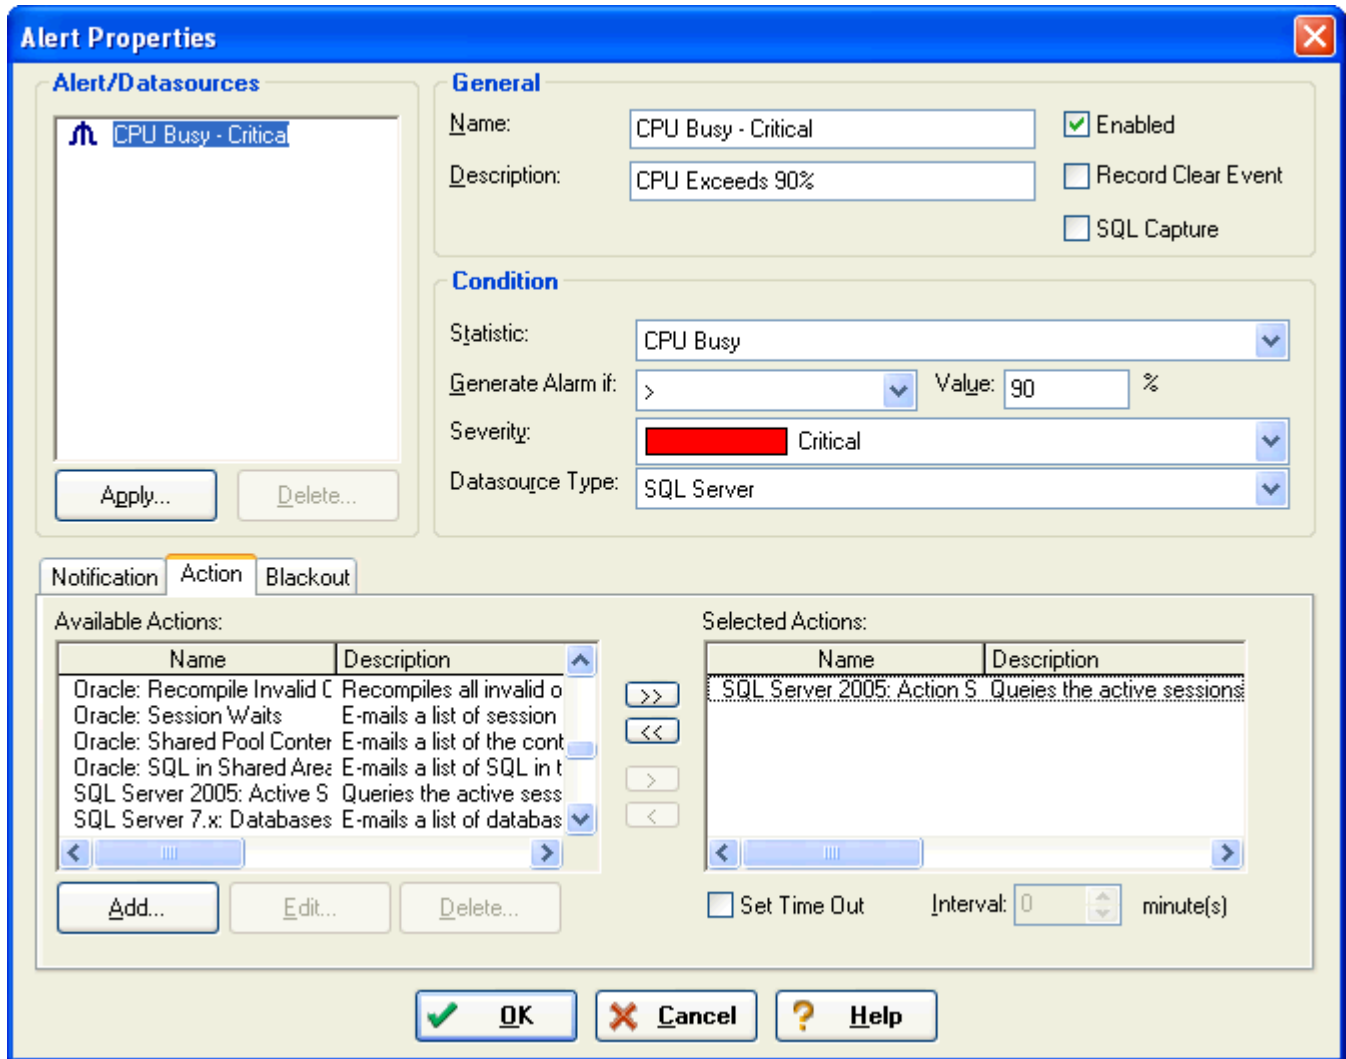 Alert Properties
Alert/Datasources
CPU Busy - Critical
Apply...
Delete...
General
Name:
CPU Busy - Critical
Enabled
Description:
CPU Exceeds 90%
Record Clear Event
SQL Capture
Condition
Statistic:
CPU Busy
Generate Alarm if:
>
Value:
90
%
Severity:
Critical
Datasource Type:
SQL Server
Notification
Action
Blackout
Available Actions:
Name Description
Oracle: Recompile Invalid C Recompiles all invalid o
Oracle: Session Waits E-mails a list of session
Oracle: Shared Pool Conter E-mails a list of the cont
Oracle: SQL in Shared Area E-mails a list of SQL in t
SQL Server 2005: Active S Queries the active sess
SQL Server 7.x: Databases E-mails a list of databas
>>
<<
>
<
Selected Actions:
Name Description
SQL Server 2005: Action S Queies the active sessions
Add...
Edit...
Delete...
Set Time Out
Interval:
0
minute(s)
OK
Cancel
? Help